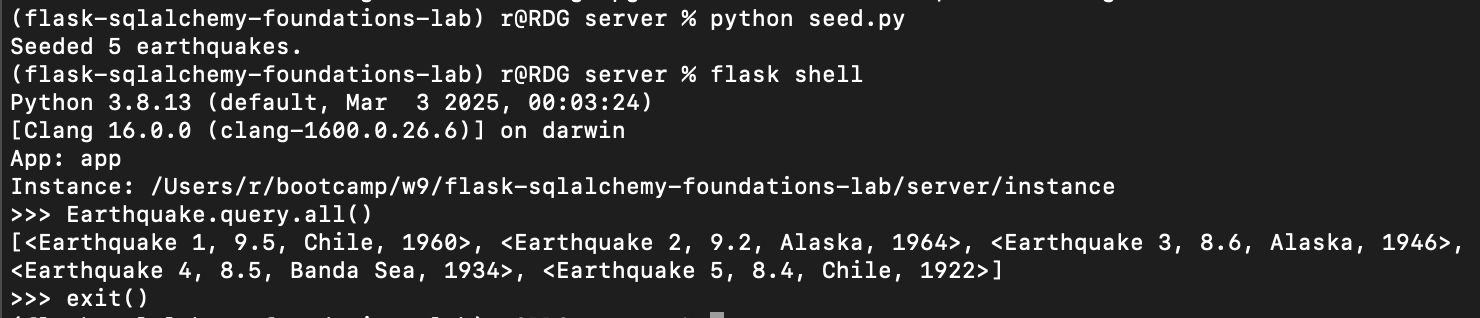 (flask-sqlalchemy-foundations-lab) r@RDG server % python seed.py
Seeded 5 earthquakes.
(flask-sqlalchemy-foundations-lab) r@RDG server % flask shell
Python 3.8.13 (default, Mar  3 2025, 00:03:24)
[Clang 16.0.0 (clang-1600.0.26.6)] on darwin
App: app
Instance: /Users/r/bootcamp/w9/flask-sqlalchemy-foundations-lab/server/instance
>>> Earthquake.query.all()
[<Earthquake 1, 9.5, Chile, 1960>, <Earthquake 2, 9.2, Alaska, 1964>, <Earthquake 3, 8.6, Alaska, 1946>,
<Earthquake 4, 8.5, Banda Sea, 1934>, <Earthquake 5, 8.4, Chile, 1922>]
>>> exit()